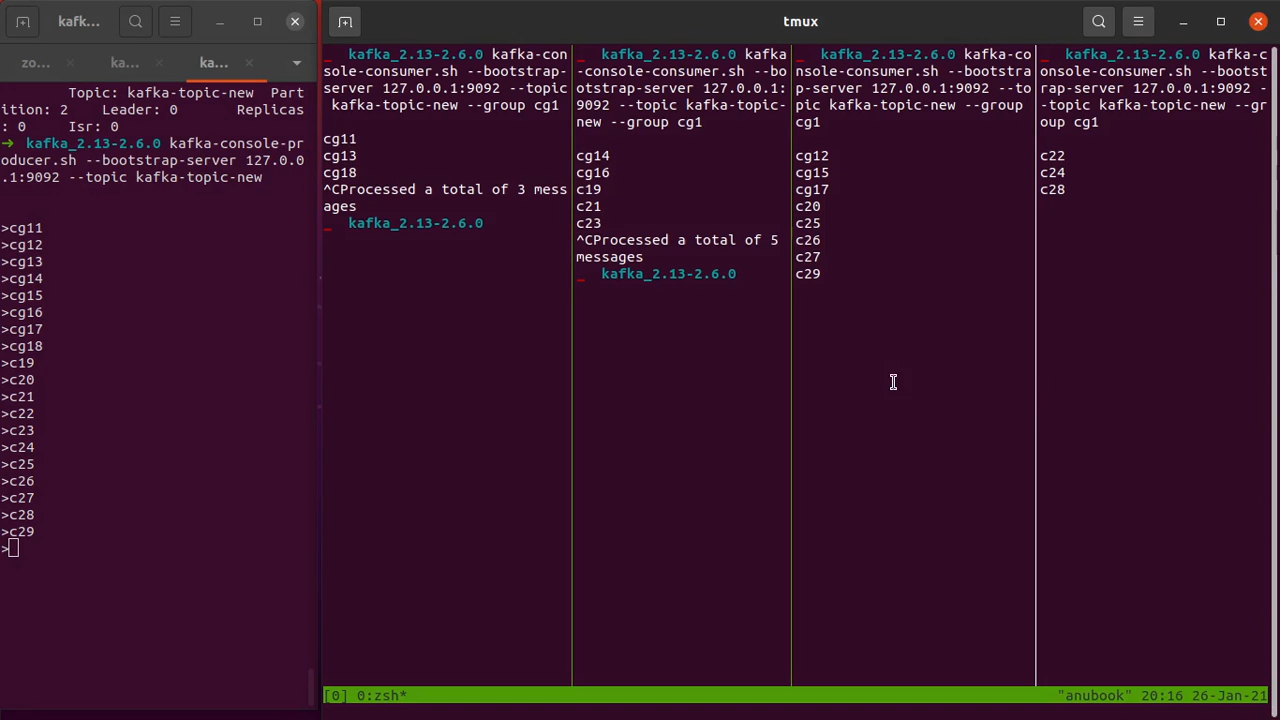 kafk...
zo...
ka...
ka...
Topic: kafka-topic-new Part
ition: 2 Leader: 0 Replicas
: 0 Isr: 0
➜ kafka_2.13-2.6.0 kafka-console-pr
oducer.sh --bootstrap-server 127.0.0
.1:9092 --topic kafka-topic-new
>cg11
>cg12
>cg13
>cg14
>cg15
>cg16
>cg17
>cg18
>c19
>c20
>c21
>c22
>c23
>c24
>c25
>c26
>c27
>c28
>c29
>
tmux
_ kafka_2.13-2.6.0 kafka-con
sole-consumer.sh --bootstrap-
server 127.0.0.1:9092 --topic
kafka-topic-new --group cg1
cg11
cg13
cg18
^CProcessed a total of 3 mess
ages
_ kafka_2.13-2.6.0
_ kafka_2.13-2.6.0 kafka
-console-consumer.sh --bo
otstrap-server 127.0.0.1:
9092 --topic kafka-topic-
new --group cg1
cg14
cg16
c19
c21
c23
^CProcessed a total of 5
messages
_ kafka_2.13-2.6.0
_ kafka_2.13-2.6.0 kafka-co
nsole-consumer.sh --bootstra
p-server 127.0.0.1:9092 --to
pic kafka-topic-new --group
cg1
cg12
cg15
cg17
c20
c25
c26
c27
c29
_ kafka_2.13-2.6.0 kafka-c
onsole-consumer.sh --bootst
rap-server 127.0.0.1:9092 -
-topic kafka-topic-new --gr
oup cg1
c22
c24
c28
[0] 0:zsh*
"anubook" 20:16 26-Jan-21